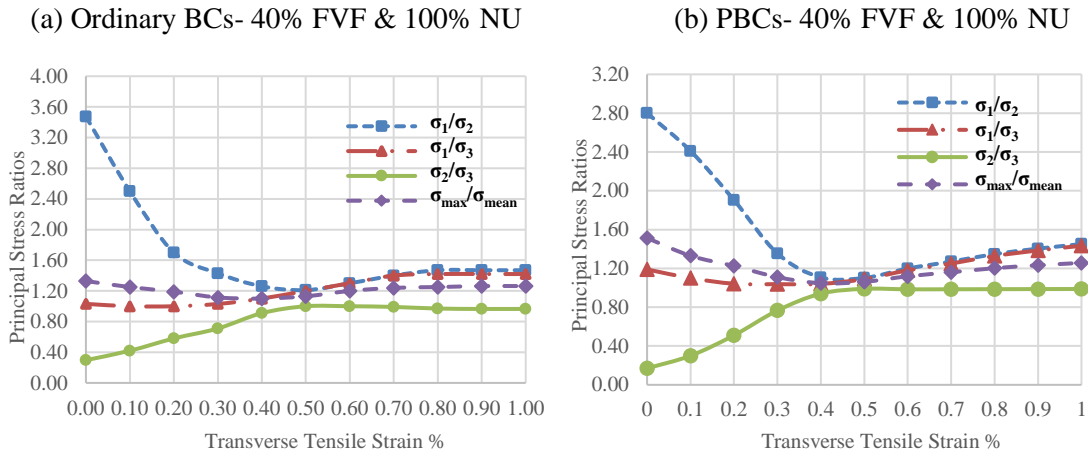 (a) Ordinary BCs- 40% FVF & 100% NU
Principal Stress Ratios
4.00
3.60
3.20
2.80
2.40
2.00
1.60
1.20
0.80
0.40
0.00
σ1/σ2
σ1/σ3
σ2/σ3
σmax/σmean
0.00 0.10 0.20 0.30 0.40 0.50 0.60 0.70 0.80 0.90 1.00
Transverse Tensile Strain %
(b) PBCs- 40% FVF & 100% NU
Principal Stress Ratios
3.20
2.80
2.40
2.00
1.60
1.20
0.80
0.40
0.00
σ1/σ2
σ1/σ3
σ2/σ3
σmax/σmean
0 0.1 0.2 0.3 0.4 0.5 0.6 0.7 0.8 0.9 1
Transverse Tensile Strain %